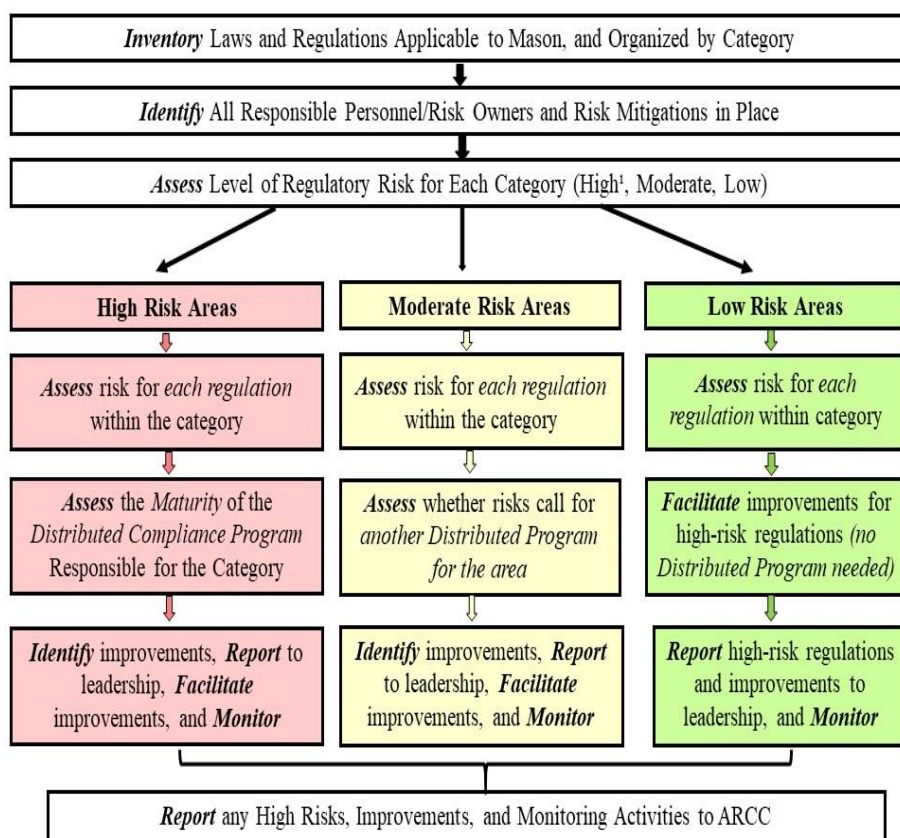 Inventory Laws and Regulations Applicable to Mason, and Organized by Category
Identify All Responsible Personnel/Risk Owners and Risk Mitigations in Place
Assess Level of Regulatory Risk for Each Category (High¹, Moderate, Low)
High Risk Areas
Assess risk for each regulation
within the category
Assess the Maturity of the
Distributed Compliance Program
Responsible for the Category
Identify improvements, Report to
leadership, Facilitate
improvements, and Monitor
Moderate Risk Areas
Assess risk for each regulation
within the category
Assess whether risks call for
another Distributed Program
for the area
Identify improvements, Report
to leadership, Facilitate
improvements, and Monitor
Low Risk Areas
Assess risk for each
regulation within category
Facilitate improvements for
high-risk regulations (no
Distributed Program needed)
Report high-risk regulations
and improvements to
leadership, and Monitor
Report any High Risks, Improvements, and Monitoring Activities to ARCC